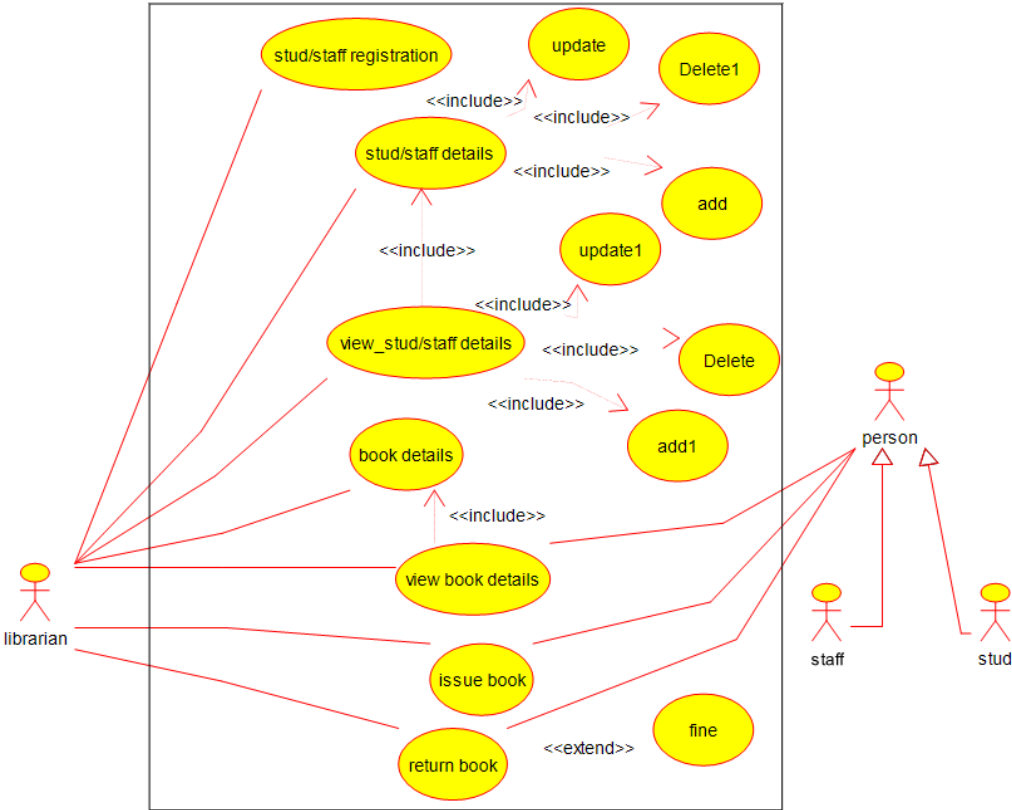 update
stud/staff registration
Delete1
<<include>>
<<include>>
stud/staff details
<<include>>
add
<<include>>
update1
<<include>>
view_stud/staff details
<<include>>
Delete
<<include>>
person
add1
book details
<<include>>
view book details
librarian
staff
stud
issue book
fine
<<extend>>
return book